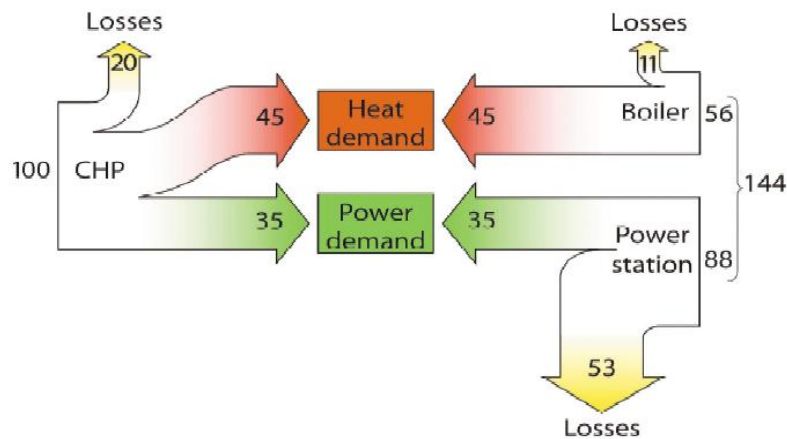 Losses
20
45
100
CHP
35
Heat
demand
Power
demand
Losses
11
45
Boiler
56
144
35
Power
station
88
53
Losses